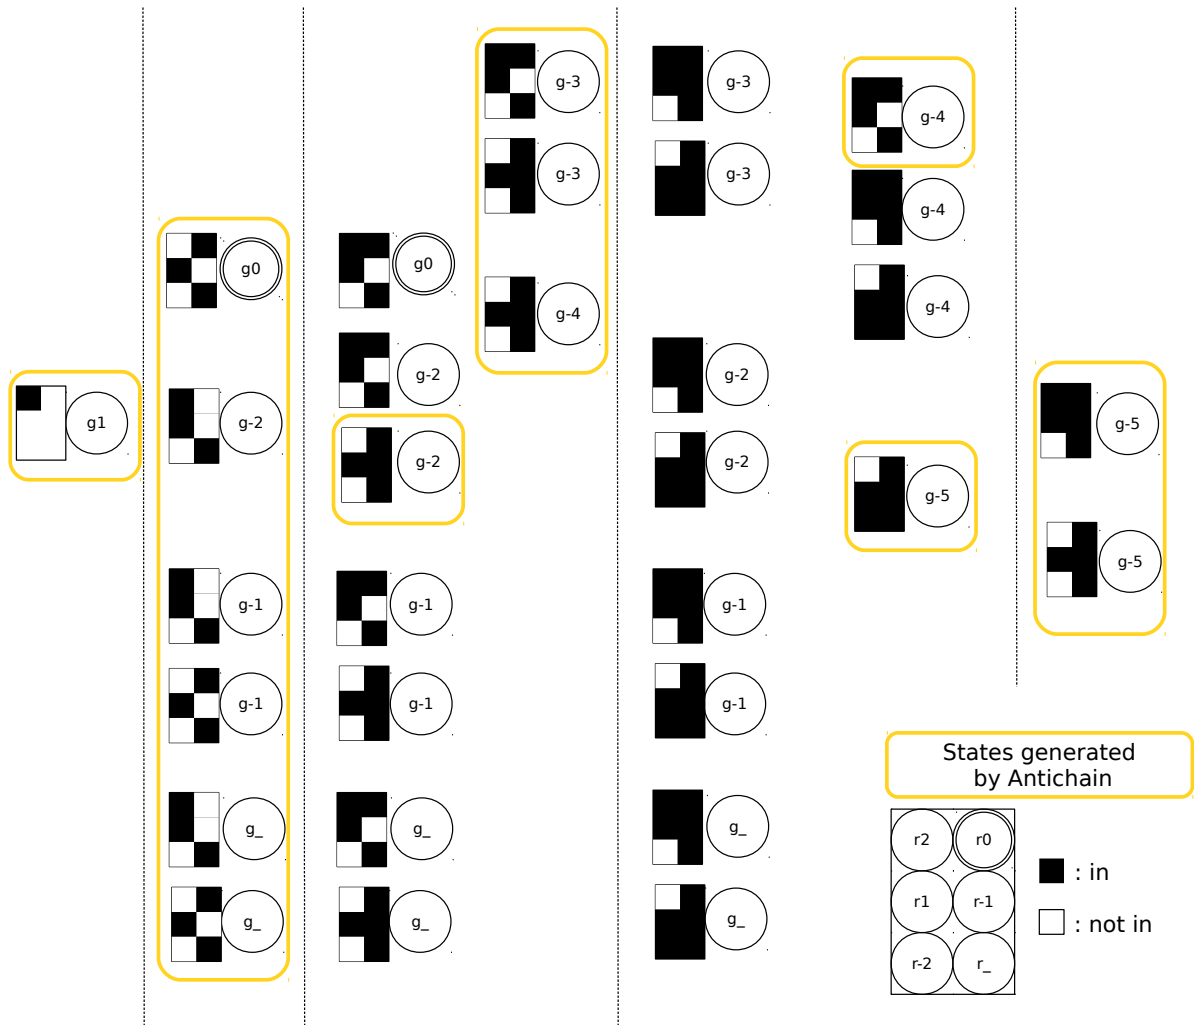 g1
g0
g-2
g-1
g-1
g_
g_
g0
g-2
g-2
g-1
g-1
g_
g_
g-3
g-3
g-4
g-3
g-3
g-2
g-2
g-1
g-1
g_
g_
g-4
g-4
g-4
g-5
g-5
g-5
States generated
by Antichain
r2 r0
r1 r-1
r-2 r_
: in
: not in